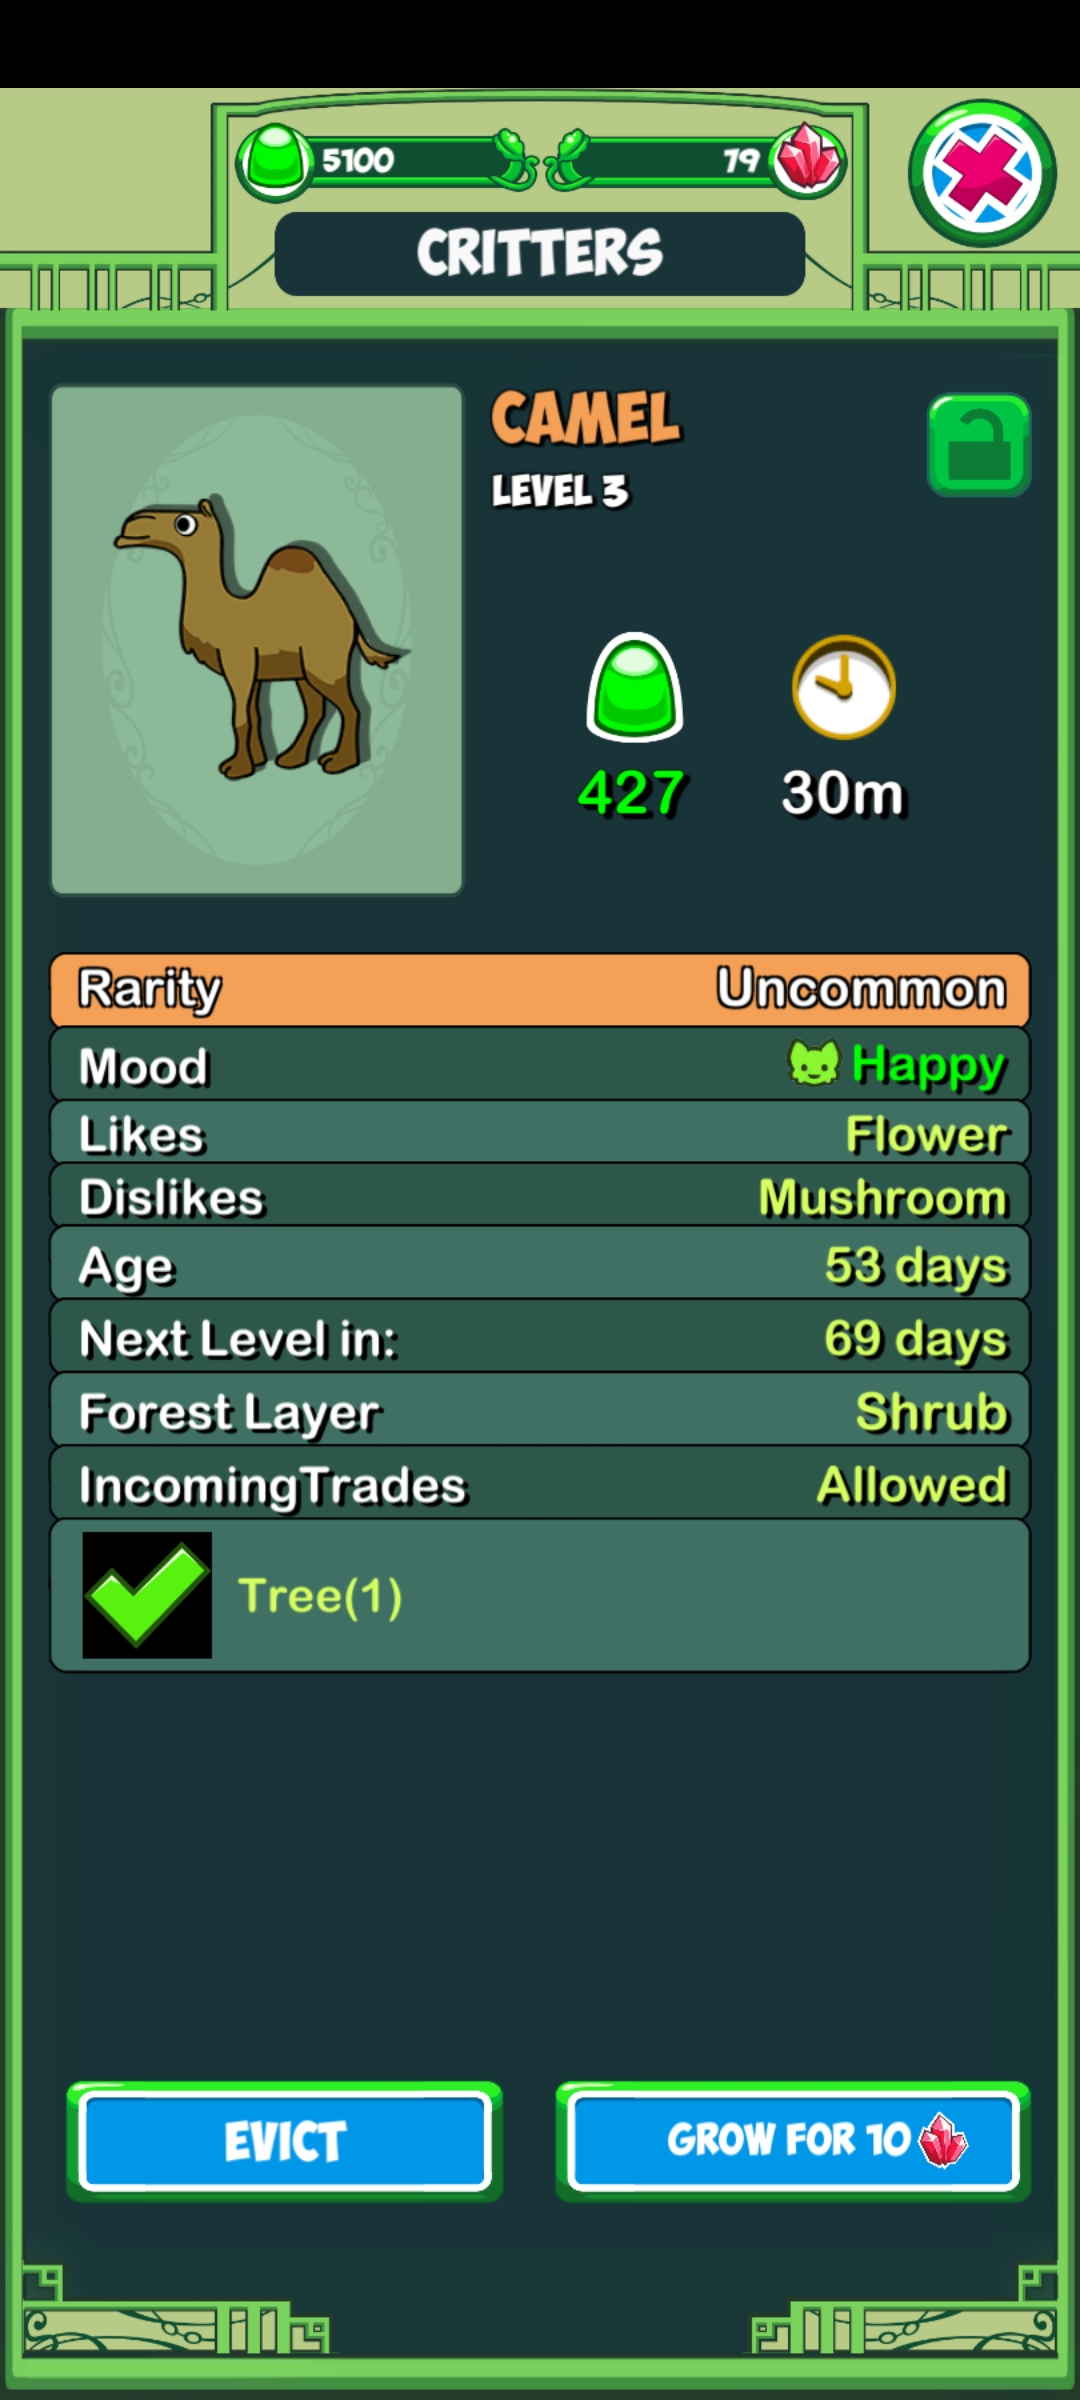 5100
79
CRITTERS
CAMEL
LEVEL 3
427
30m
Rarity Uncommon
Mood Happy
Likes Flower
Dislikes Mushroom
Age 53 days
Next Level in: 69 days
Forest Layer Shrub
IncomingTrades Allowed
Tree(1)
EVICT
GROW FOR 10